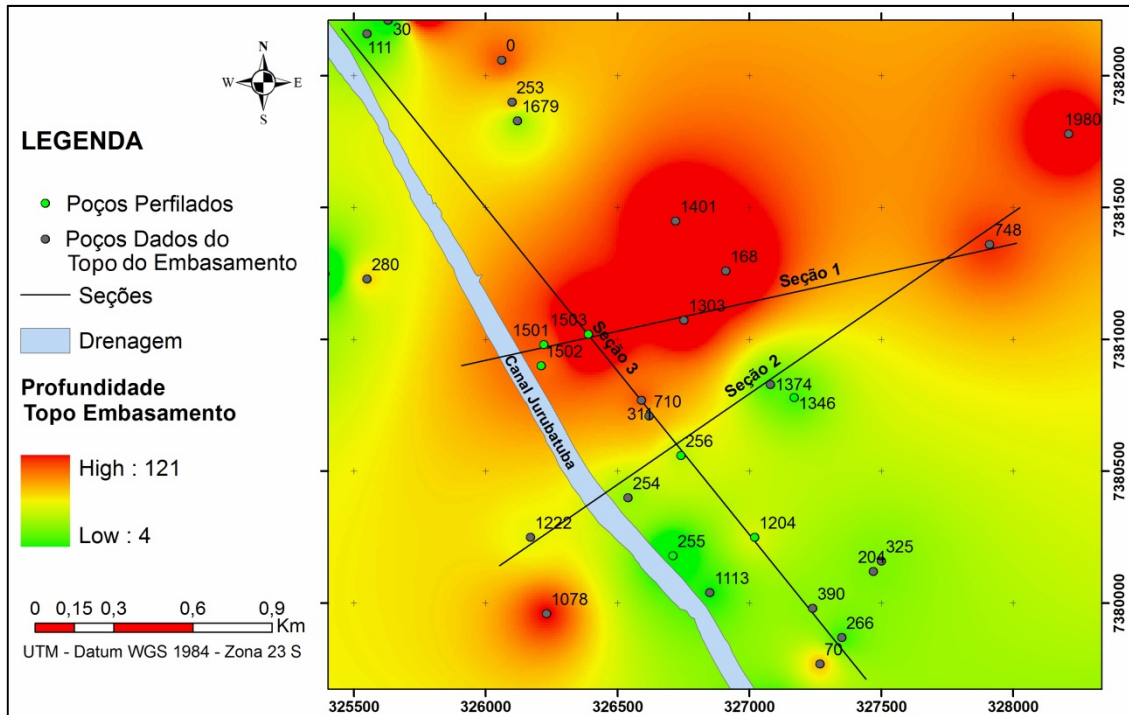 N
W E
S
LEGENDA
Poços Perfilados
Poços Dados do
Topo do Embasamento
Seções
Drenagem
Profundidade
Topo Embasamento
High : 121
Low : 4
0 0,15 0,3 0,6 0,9
Km
UTM - Datum WGS 1984 - Zona 23 S
30
111
0
253
1679
1980
1401
748
168
280
Seção 1
1303
1503
1501
1502
Seção 3
Seção 2
1374
1346
710
311
Canal Jurubatuba
256
254
1222
1204
255
325
204
1113
1078
390
266
70
7382000
7381500
7381000
7380500
7380000
325500 326000 326500 327000 327500 328000